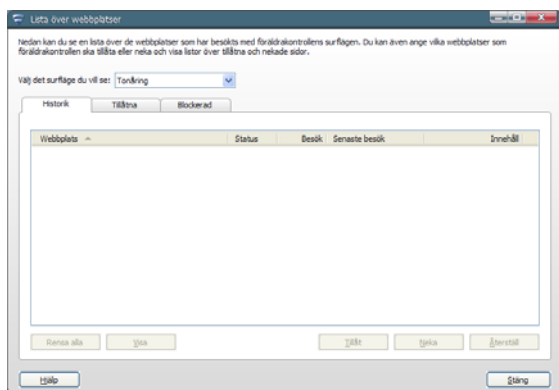 Lista över webbplatser
Nedan kan du se en lista över de webbplatser som har besökts med föräldrakontrollens surflägen. Du kan även ange vilka webbplatser som
föräldrakontrollen ska tillåta eller neka och visa listor över tillåtna och nekade sidor.
Välj det surfläge du vill se: Tonåring
Historik Tillåtna Blockerad
Webbplats Status Besök Senaste besök Innehåll
Rensa alla Visa Tillåt Neka Återställ
Hjälp Stäng